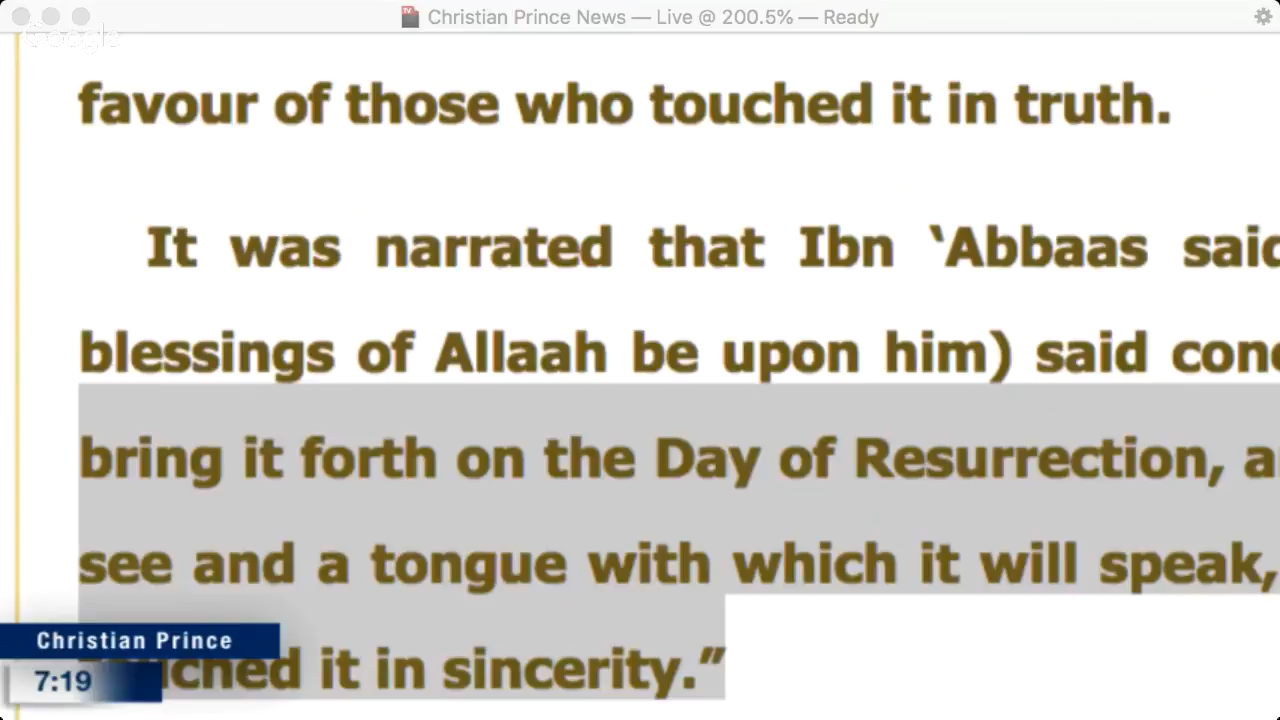 Christian Prince News — Live @ 200.5% — Ready
Google
favour of those who touched it in truth.
It was narrated that Ibn ‘Abbaas said
blessings of Allaah be upon him) said conc
bring it forth on the Day of Resurrection, a
see and a tongue with which it will speak,
it in sincerity.”
Christian Prince
7:19